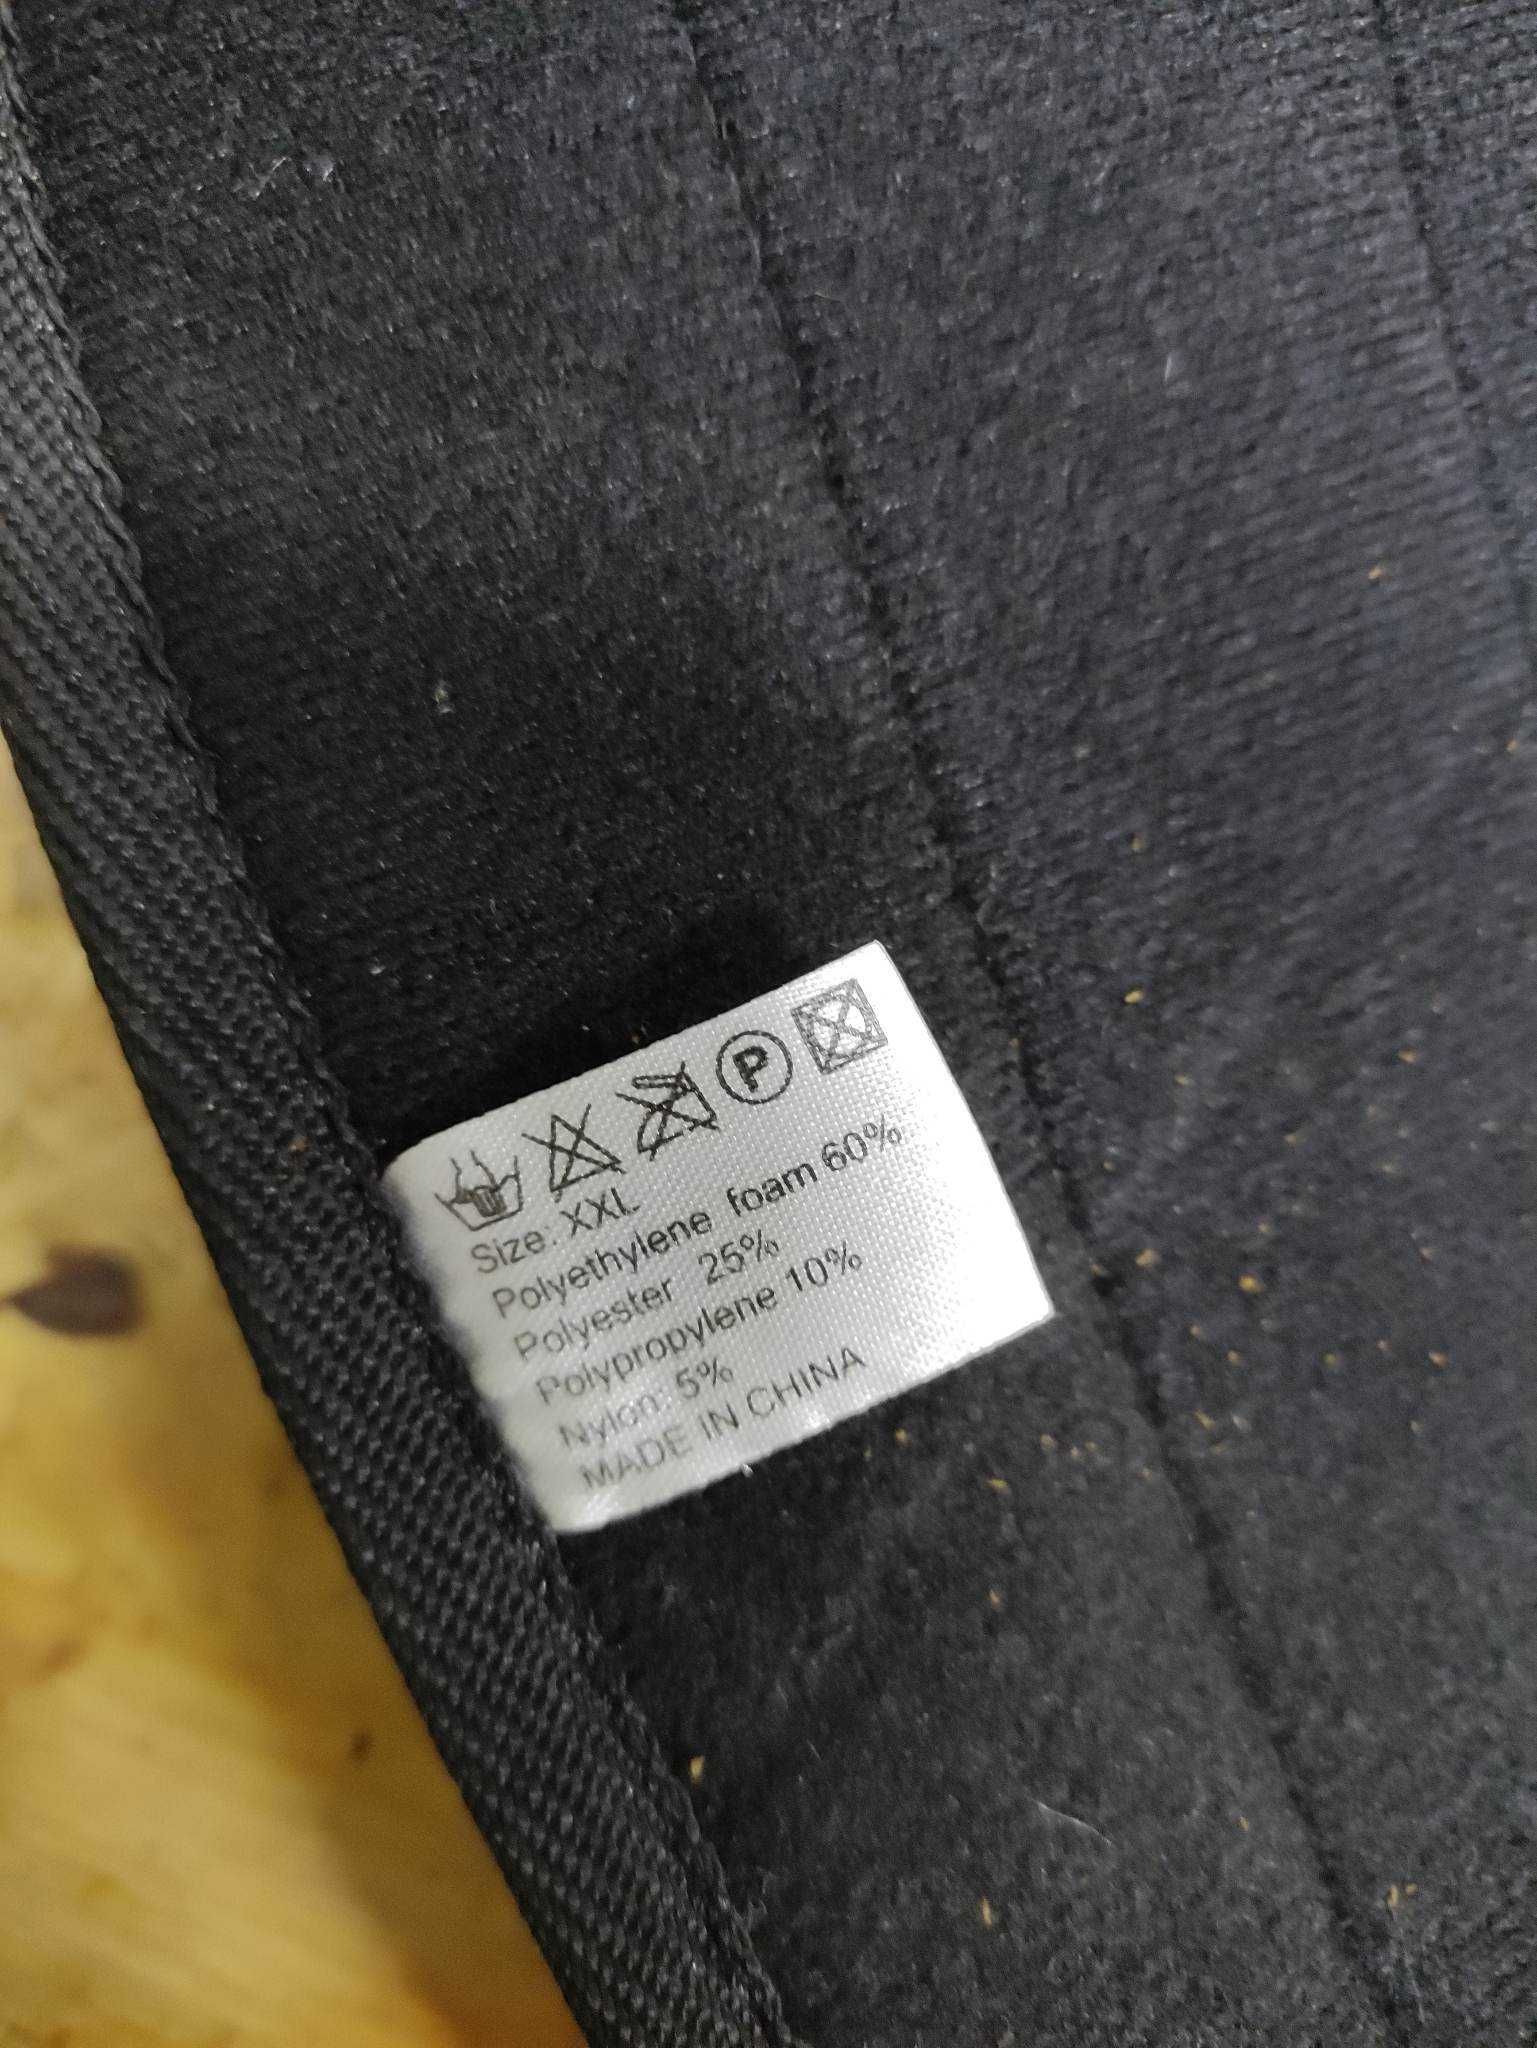 P
Size: XXL
Polyethylene foam 60%
Polyester 25%
Polypropylene 10%
Nylon: 5%
MADE IN CHINA